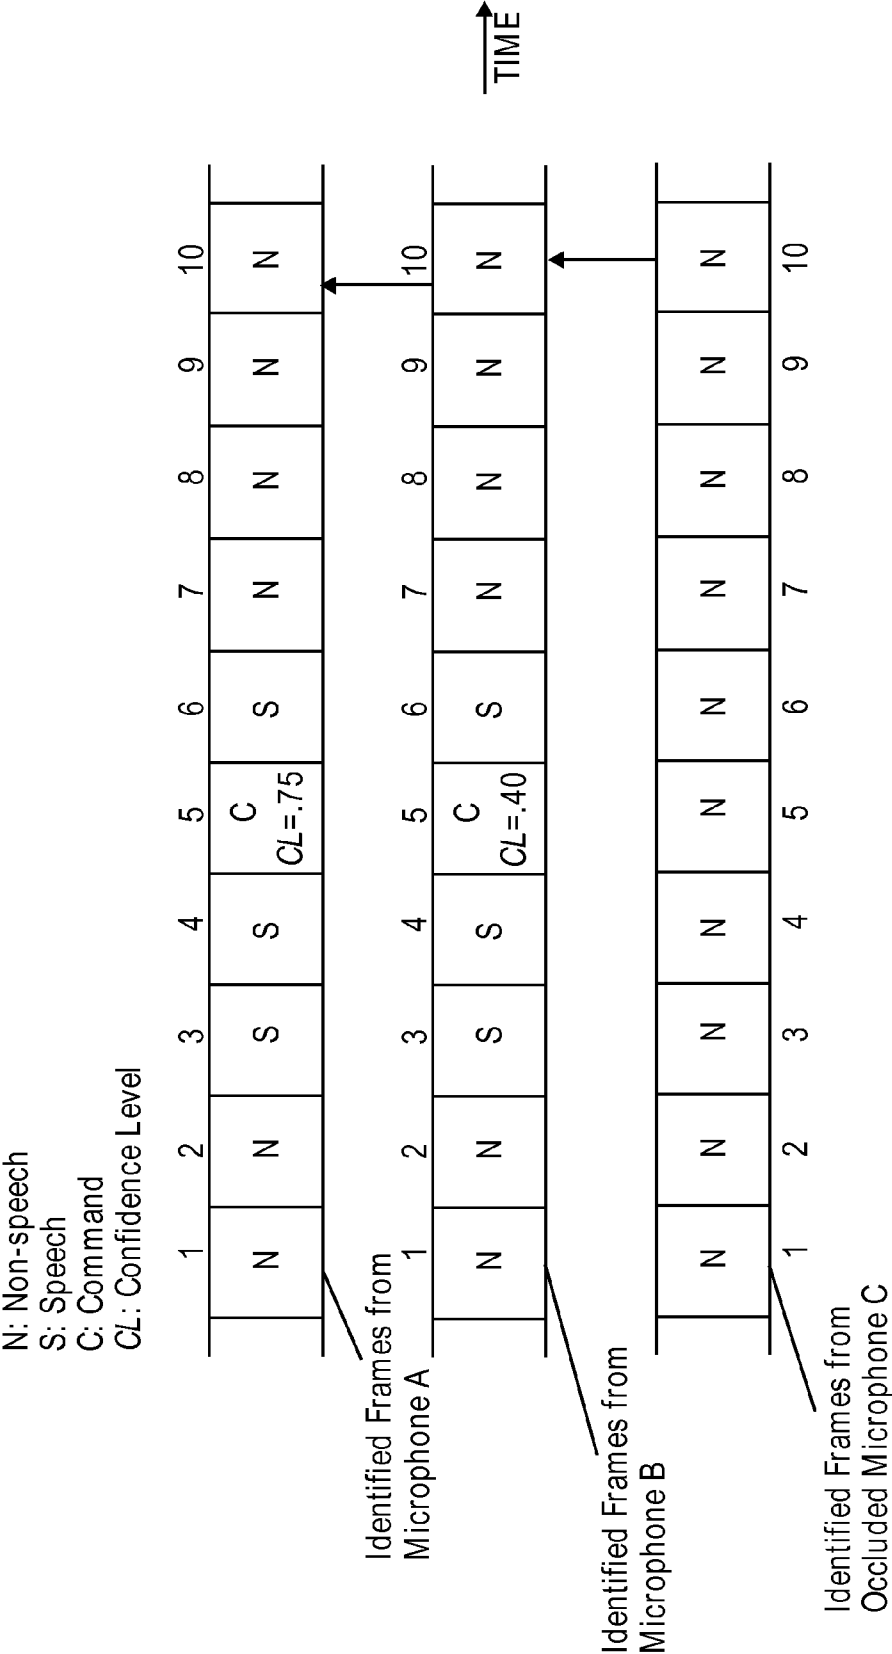 N: Non-speech
S: Speech
C: Command
CL: Confidence Level
1 2 3 4 5 6 7 8 9 10
N N S S C S N N N N
CL=.75
Identified Frames from
Microphone A
1 2 3 4 5 6 7 8 9 10
N N S S C S N N N N
CL=.40
TIME
Identified Frames from
Microphone B
N N N N N N N N N N
1 2 3 4 5 6 7 8 9 10
Identified Frames from
Occluded Microphone C